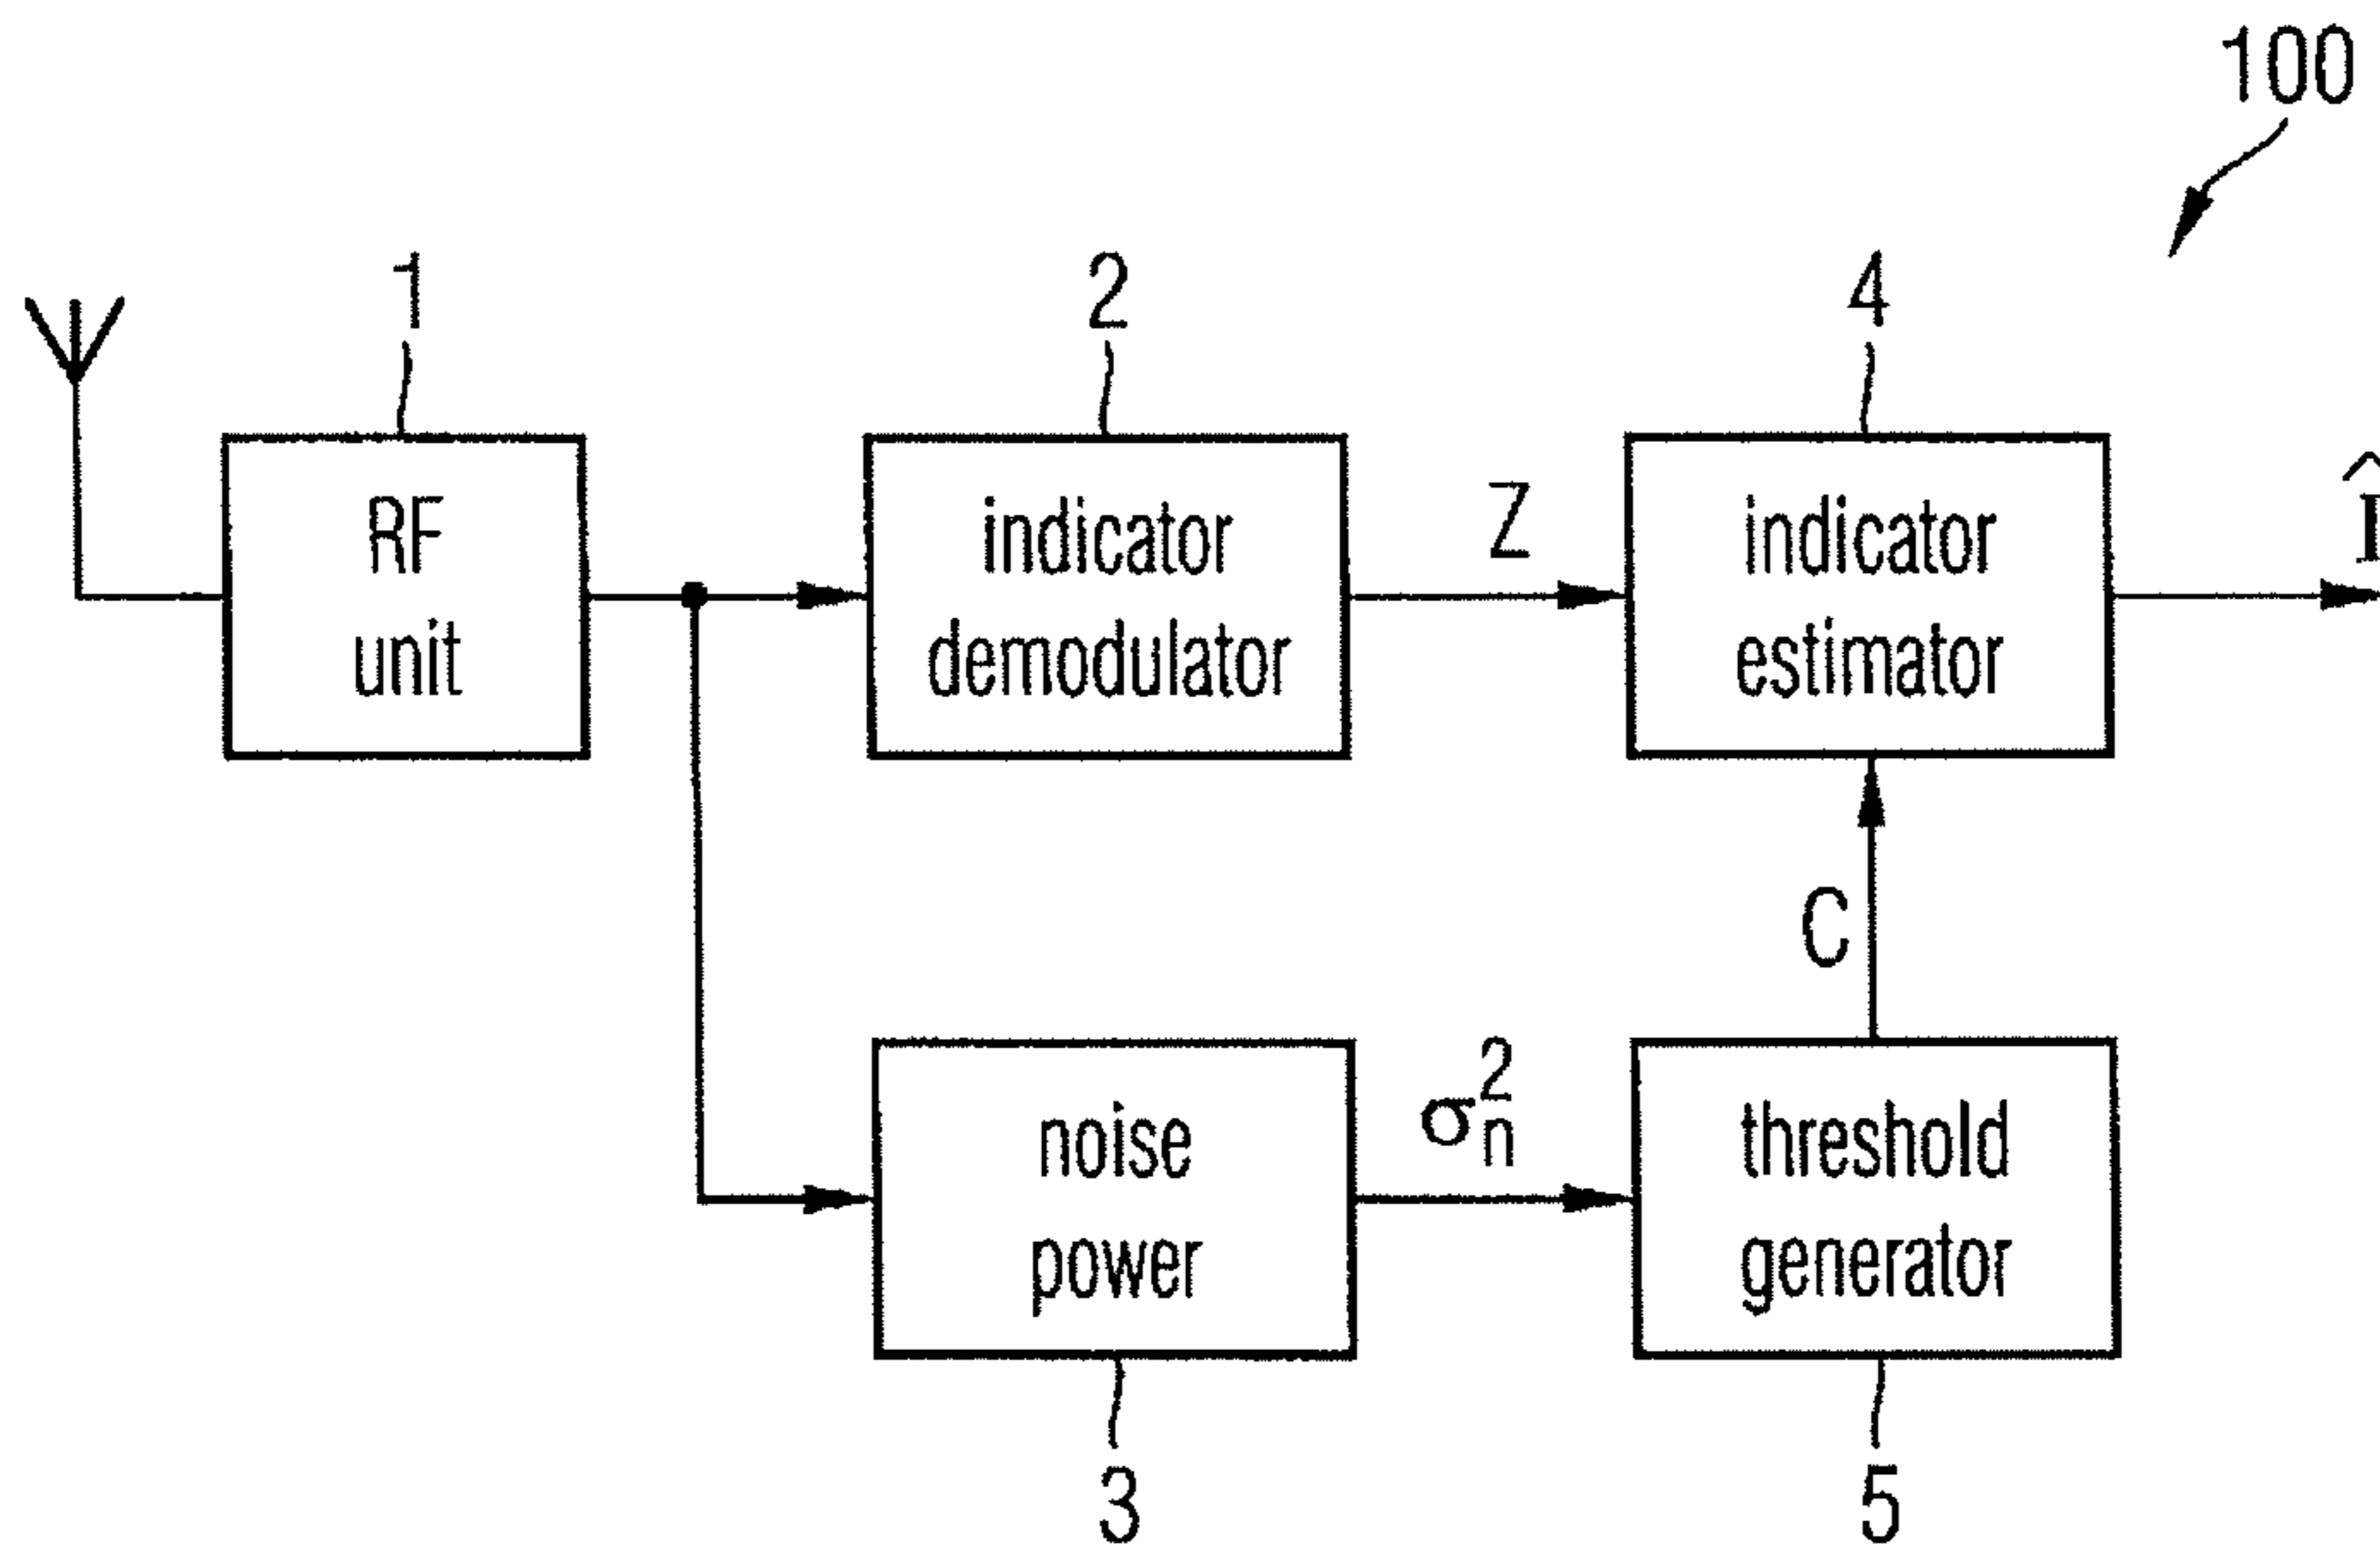 100
1
2
4
RF
unit
indicator
demodulator
Z
indicator
estimator
Î
C
noise
power
σ²ₙ
threshold
generator
3
5